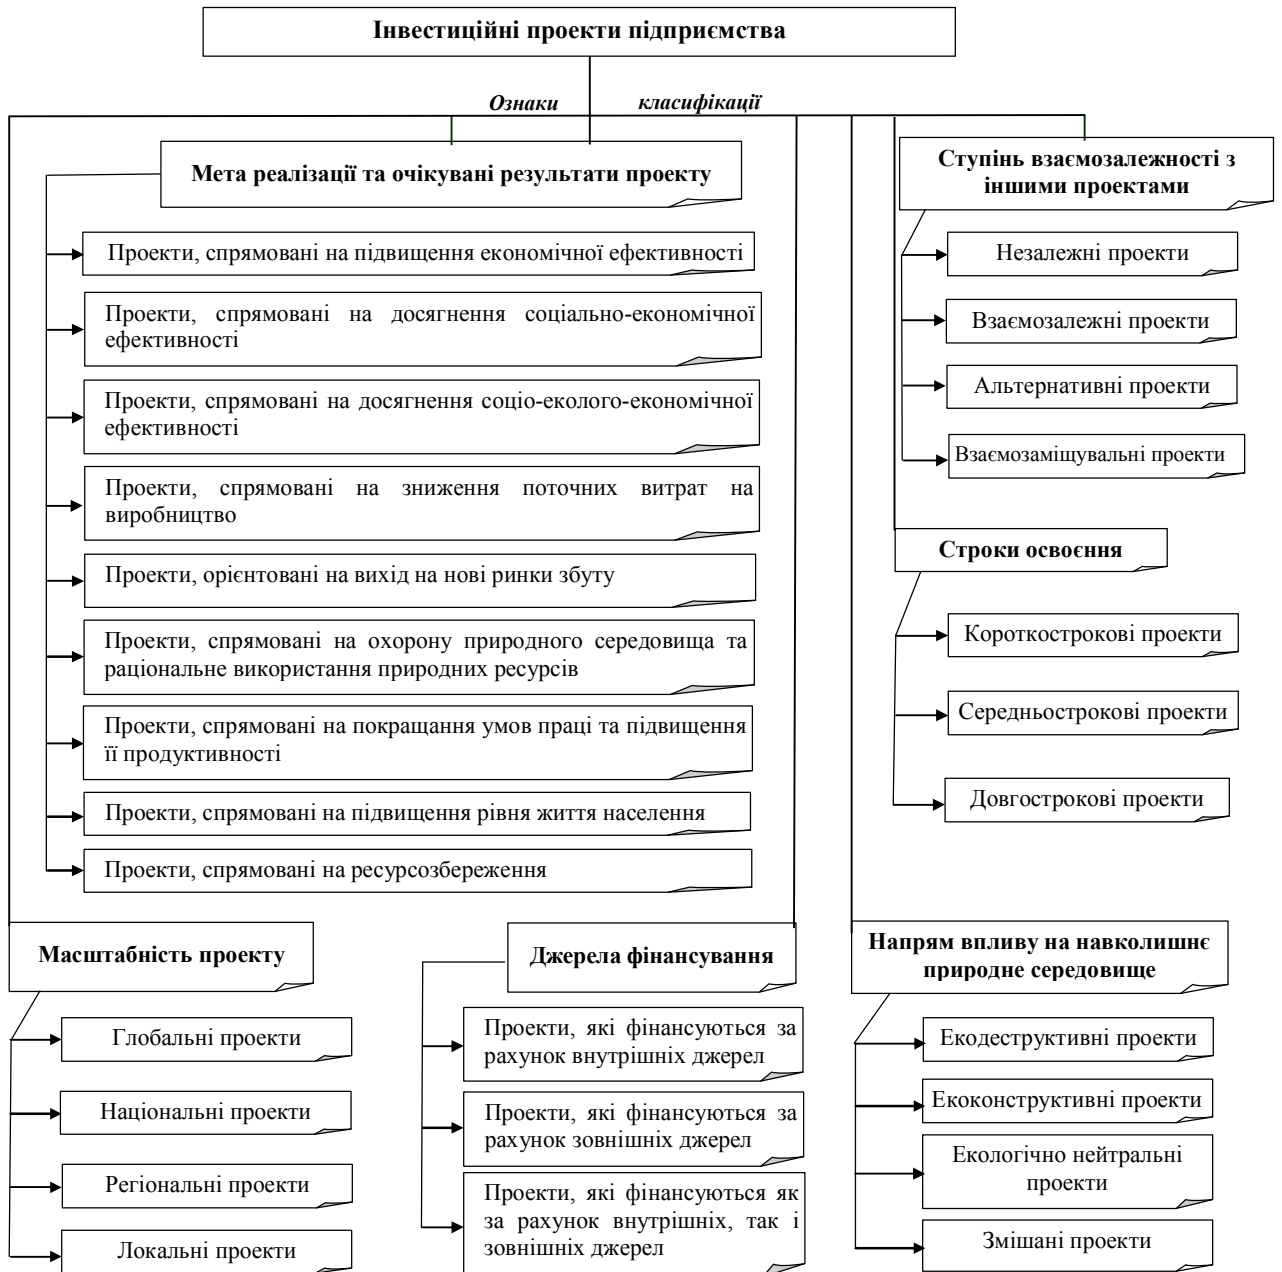 Інвестиційні проекти підприємства
Ознаки класифікації
Мета реалізації та очікувані результати проекту
Проекти, спрямовані на підвищення економічної ефективності
Проекти, спрямовані на досягнення соціально-економічної
ефективності
Проекти, спрямовані на досягнення соціо-еколого-економічної
ефективності
Проекти, спрямовані на зниження поточних витрат на
виробництво
Проекти, орієнтовані на вихід на нові ринки збуту
Проекти, спрямовані на охорону природного середовища та
раціональне використання природних ресурсів
Проекти, спрямовані на покращання умов праці та підвищення
її продуктивності
Проекти, спрямовані на підвищення рівня життя населення
Проекти, спрямовані на ресурсозбереження
Ступінь взаємозалежності з
іншими проектами
Незалежні проекти
Взаємозалежні проекти
Альтернативні проекти
Взаємозаміщувальні проекти
Строки освоєння
Короткострокові проекти
Середньострокові проекти
Довгострокові проекти
Масштабність проекту
Глобальні проекти
Національні проекти
Регіональні проекти
Локальні проекти
Джерела фінансування
Проекти, які фінансуються за
рахунок внутрішніх джерел
Проекти, які фінансуються за
рахунок зовнішніх джерел
Проекти, які фінансуються як
за рахунок внутрішніх, так і
зовнішніх джерел
Напрям впливу на навколишнє
природне середовище
Екодеструктивні проекти
Екоконструктивні проекти
Екологічно нейтральні
проекти
Змішані проекти